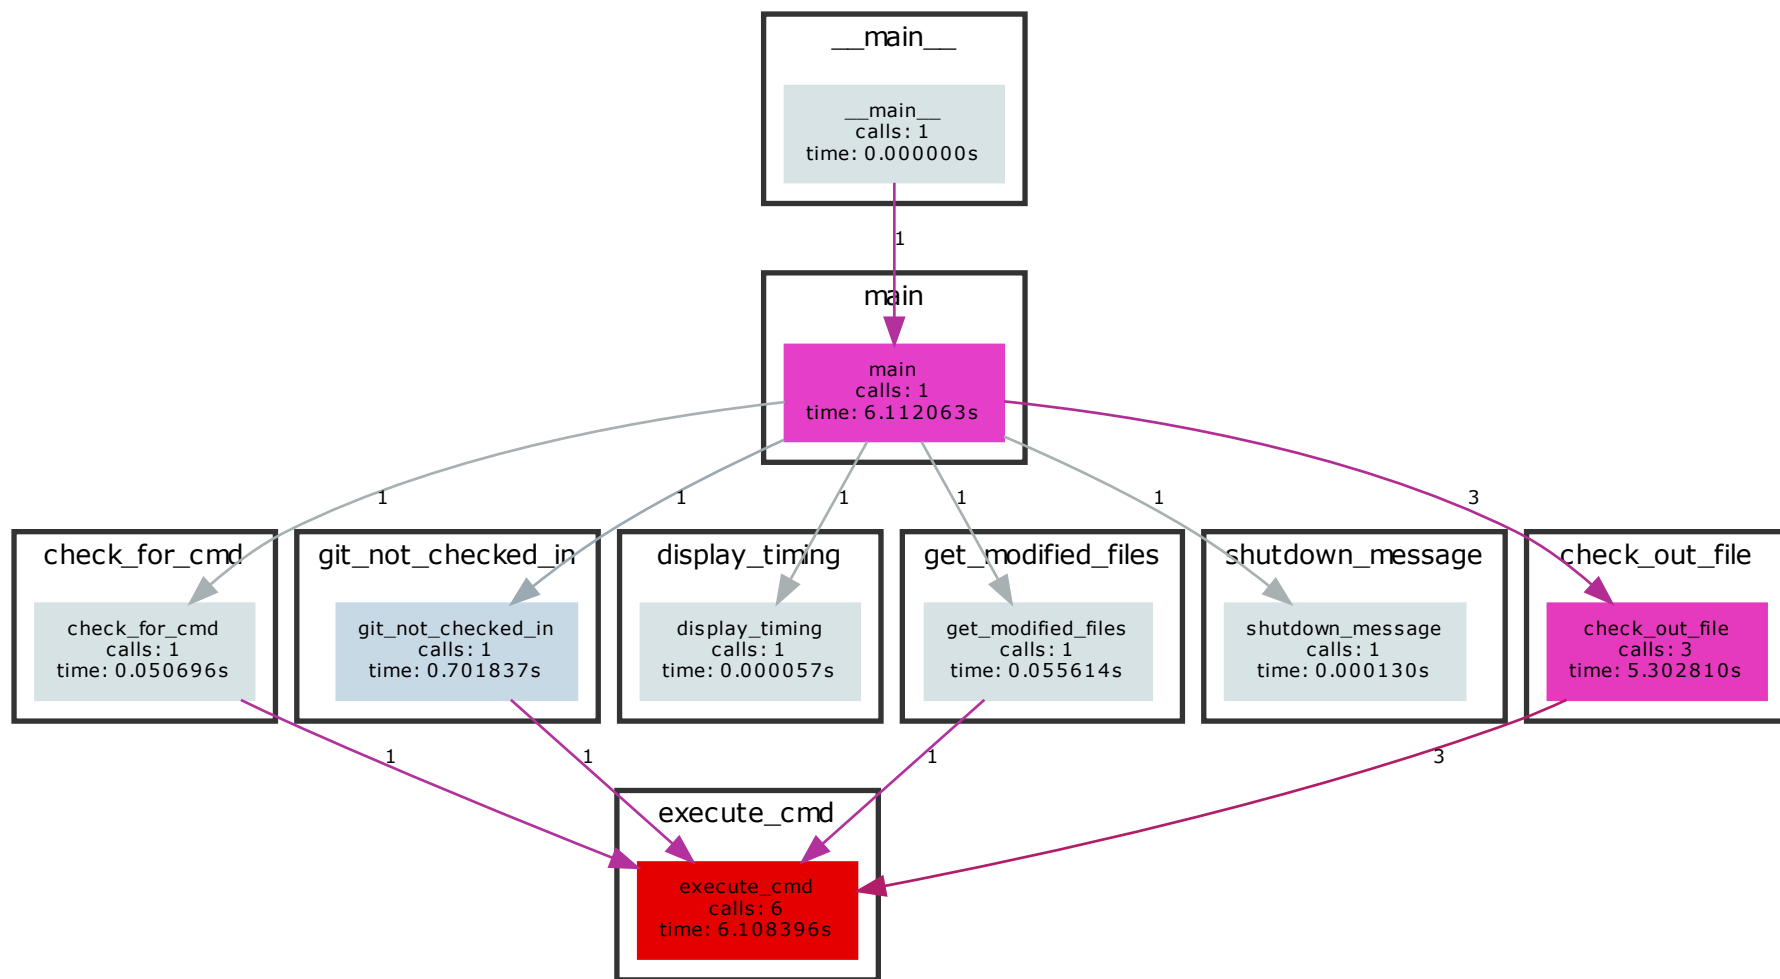 __main__
__main__
calls: 1
time: 0.000000s
1
main
main
calls: 1
time: 6.112063s
1
1
1
1
1
3
check_for_cmd
check_for_cmd
calls: 1
time: 0.050696s
git_not_checked_in
git_not_checked_in
calls: 1
time: 0.701837s
display_timing
display_timing
calls: 1
time: 0.000057s
get_modified_files
get_modified_files
calls: 1
time: 0.055614s
shutdown_message
shutdown_message
calls: 1
time: 0.000130s
check_out_file
check_out_file
calls: 3
time: 5.302810s
1
1
1
3
execute_cmd
execute_cmd
calls: 6
time: 6.108396s